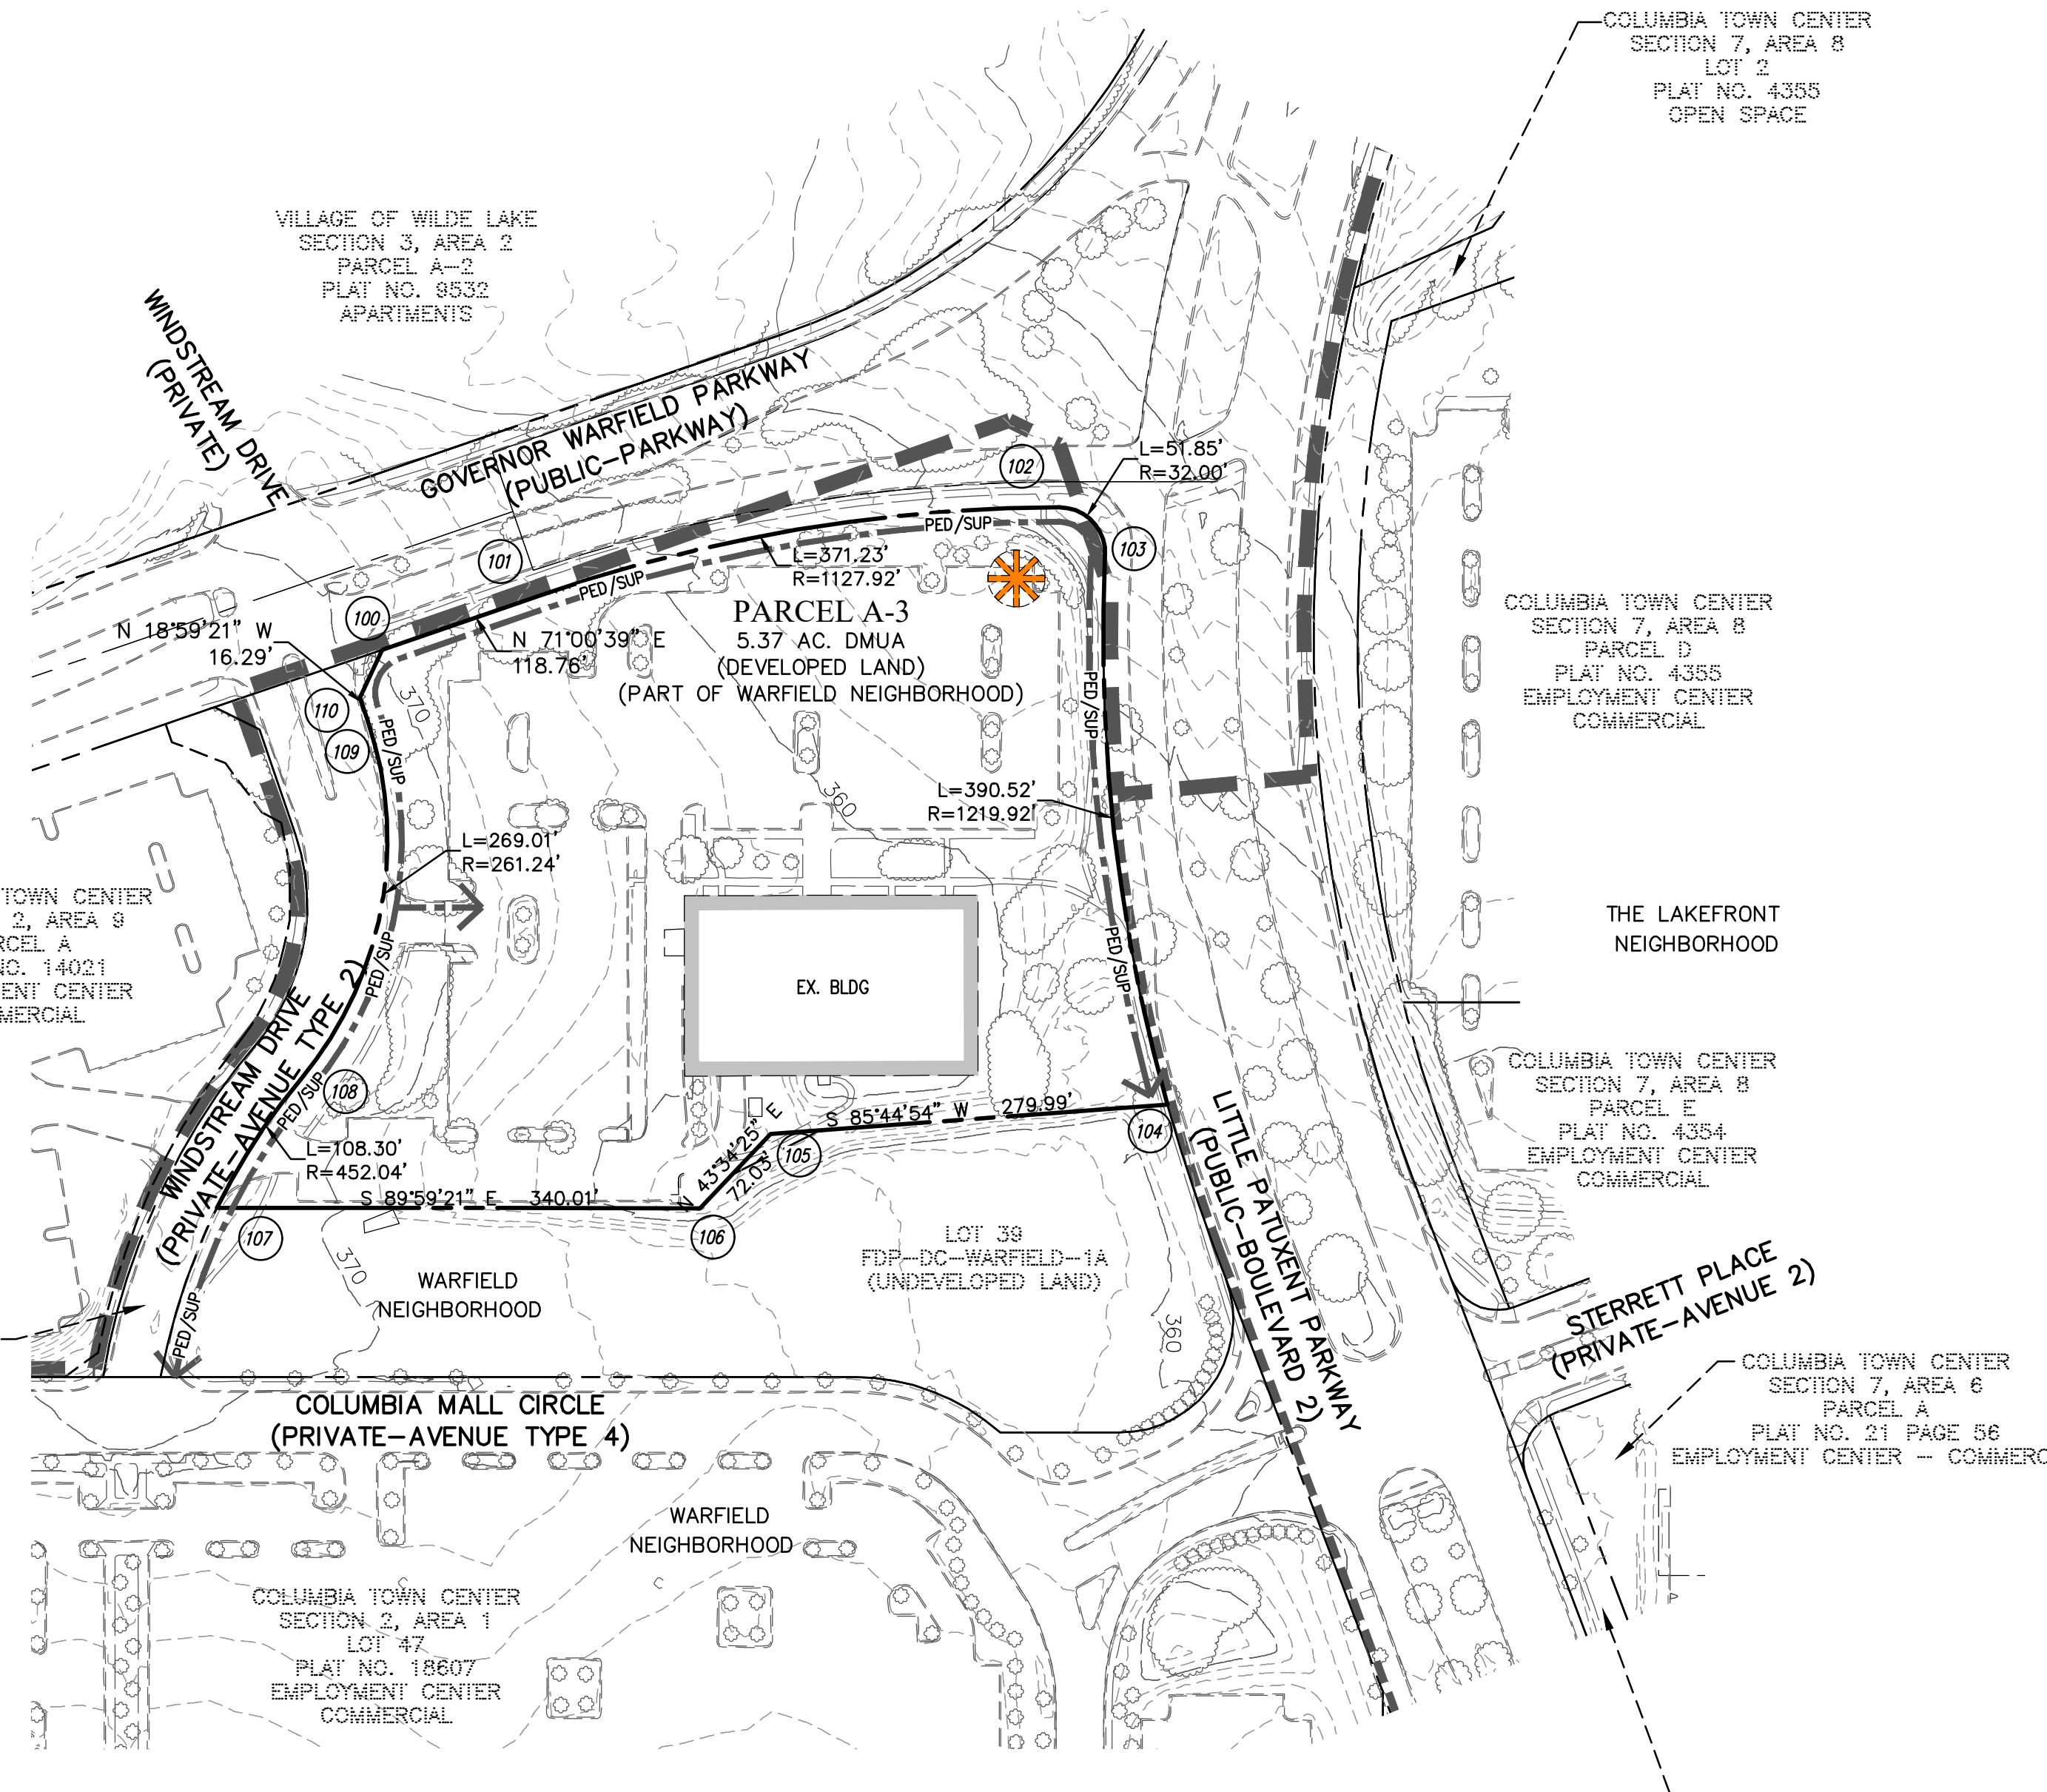 COLUMBIA TOWN CENTER
SECTION 7, AREA 8
LOT 2
PLAT NO. 4355
OPEN SPACE
VILLAGE OF WILDE LAKE
SECTION 3, AREA 2
PARCEL A-2
PLAT NO. 9532
APARTMENTS
WINDSTREAM DRIVE
(PRIVATE)
GOVERNOR WARFIELD PARKWAY
(PUBLIC-PARKWAY)
102
L=51.85'
R=32.00'
101
PED/SUP
103
L=371.23'
R=1127.92'
PED/SUP
100
PARCEL A-3
5.37 AC. DMUA
(DEVELOPED LAND)
(PART OF WARFIELD NEIGHBORHOOD)
N 18°59'21" W
16.29'
N 71°00'39" E
118.76'
COLUMBIA TOWN CENTER
SECTION 7, AREA 8
PARCEL D
PLAT NO. 4355
EMPLOYMENT CENTER
COMMERCIAL
110
109
370
PED/SUP
PED/SUP
360
L=390.52'
R=1219.92'
L=269.01'
R=261.24'
TOWN CENTER
2, AREA 9
RCEL A
NO. 14021
ENT CENTER
MERCIAL
THE LAKEFRONT
NEIGHBORHOOD
PED/SUP
PED/SUP
EX. BLDG
WINDSTREAM DRIVE
(PRIVATE-AVENUE TYPE 2)
108
PED/SUP
COLUMBIA TOWN CENTER
SECTION 7, AREA 8
PARCEL E
PLAT NO. 4354
EMPLOYMENT CENTER
COMMERCIAL
S 85°44'54" W 279.99'
104
105
N 43°34'25" E
72.03'
L=108.30'
R=452.04'
S 89°59'21" E 340.01'
107
106
LITTLE PATUXENT PARKWAY
(PUBLIC-BOULEVARD 2)
LOT 39
FDP-DC-WARFIELD-1A
(UNDEVELOPED LAND)
370
WARFIELD
NEIGHBORHOOD
360
PED/SUP
STERRETT PLACE
(PRIVATE-AVENUE 2)
COLUMBIA TOWN CENTER
SECTION 7, AREA 6
PARCEL A
PLAT NO. 21 PAGE 56
EMPLOYMENT CENTER - COMMERC
COLUMBIA MALL CIRCLE
(PRIVATE-AVENUE TYPE 4)
WARFIELD
NEIGHBORHOOD
COLUMBIA TOWN CENTER
SECTION 2, AREA 1
LOT 47
PLAT NO. 18607
EMPLOYMENT CENTER
COMMERCIAL